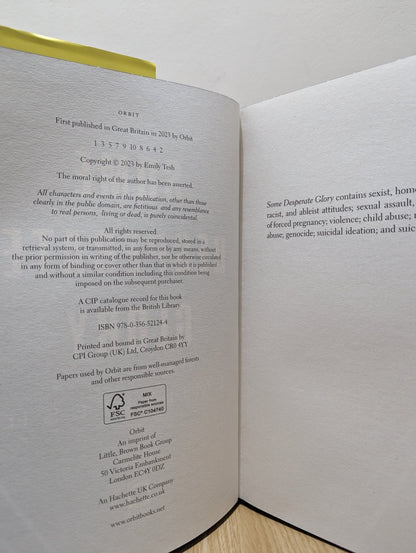 ORBIT
First published in Great Britain in 2023 by Orbit
1 3 5 7 9 10 8 6 4 2
Copyright © 2023 by Emily Tesh
The moral right of the author has been asserted.
All characters and events in this publication, other than those
clearly in the public domain, are fictitious and any resemblance
to real persons, living or dead, is purely coincidental.
All rights reserved.
No part of this publication may be reproduced, stored in a
retrieval system, or transmitted, in any form or by any means, without
the prior permission in writing of the publisher, nor be otherwise circulated
in any form of binding or cover other than that in which it is published
and without a similar condition including this condition being
imposed on the subsequent purchaser.
A CIP catalogue record for this book
is available from the British Library.
ISBN 978-0-356-52124-4
Printed and bound in Great Britain by
CPI Group (UK) Ltd, Croydon CR0 4YY
Papers used by Orbit are from well-managed forests
and other responsible sources.
FSC
www.fsc.org
MIX
Paper from
responsible sources
FSC® C104740
Orbit
An imprint of
Little, Brown Book Group
Carmelite House
50 Victoria Embankment
London EC4Y 0DZ
An Hachette UK Company
www.hachette.co.uk
www.orbitbooks.net
Some Desperate Glory contains sexist, hom
racist, and ableist attitudes; sexual assault,
of forced pregnancy; violence; child abuse;
abuse; genocide; suicidal ideation; and suic